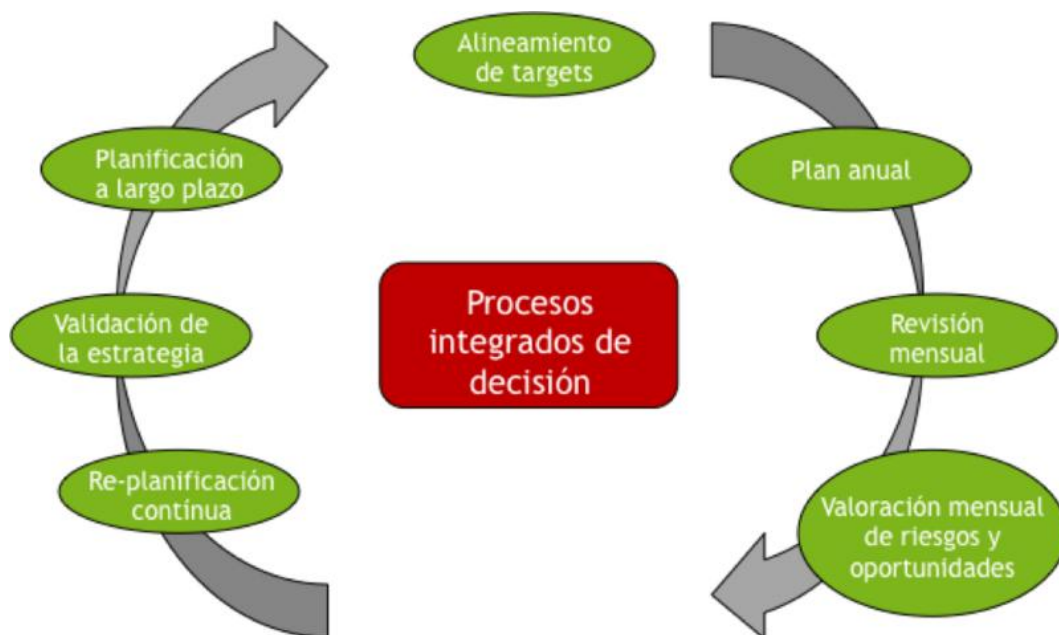 Alineamiento
de targets
Plan anual
Revisión
mensual
Valoración mensual
de riesgos y
oportunidades
Re-planificación
contínua
Validación de
la estrategia
Planificación
a largo plazo
Procesos
integrados de
decisión